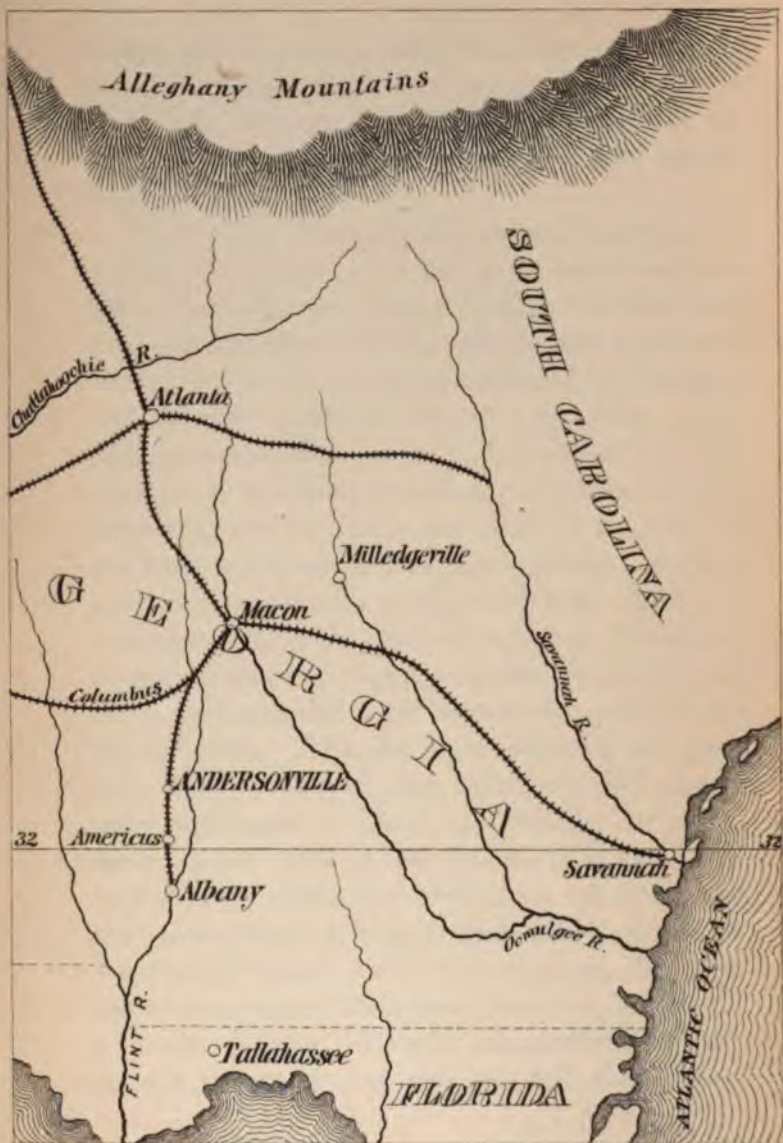 Alleghany Mountains
SOUTH CAROLINA
Chattahoochie R.
Atlanta
Milledgeville
GEORGIA
Macon
Savannah R.
Columbus
ANDERSONVILLE
32
Americus
32
Savannah
Albany
Ocmulgee R.
FLINT R.
ATLANTIC OCEAN
Tallahassee
FLORIDA